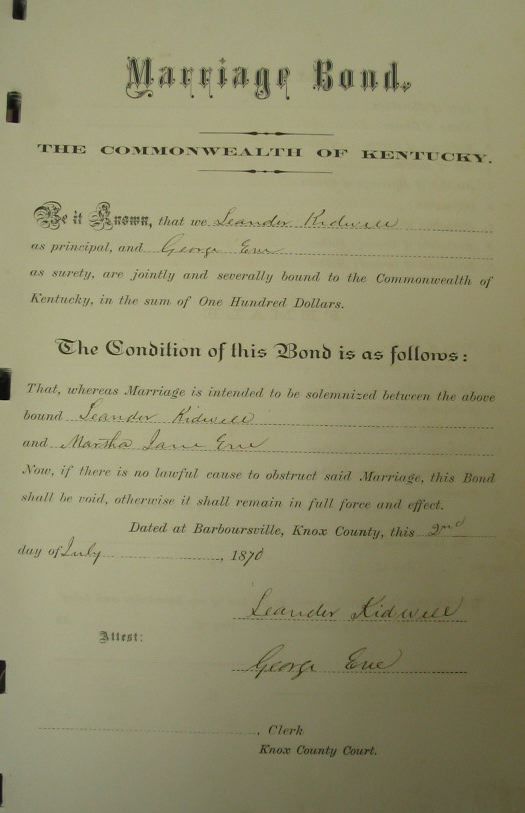 Marriage Bond.
THE COMMONWEALTH OF KENTUCKY.
Be it Known, that we Leander Kidwell
as principal, and George Eve
as surety, are jointly and severally bound to the Commonwealth of
Kentucky, in the sum of One Hundred Dollars.
The Condition of this Bond is as follows:
That, whereas Marriage is intended to be solemnized between the above
bound Leander Kidwell
and Martha Jane Eve
Now, if there is no lawful cause to obstruct said Marriage, this Bond
shall be void, otherwise it shall remain in full force and effect.
Dated at Barboursville, Knox County, this 2nd
day of July, 1870
Leander Kidwell
Attest:
George Eve
, Clerk
Knox County Court.